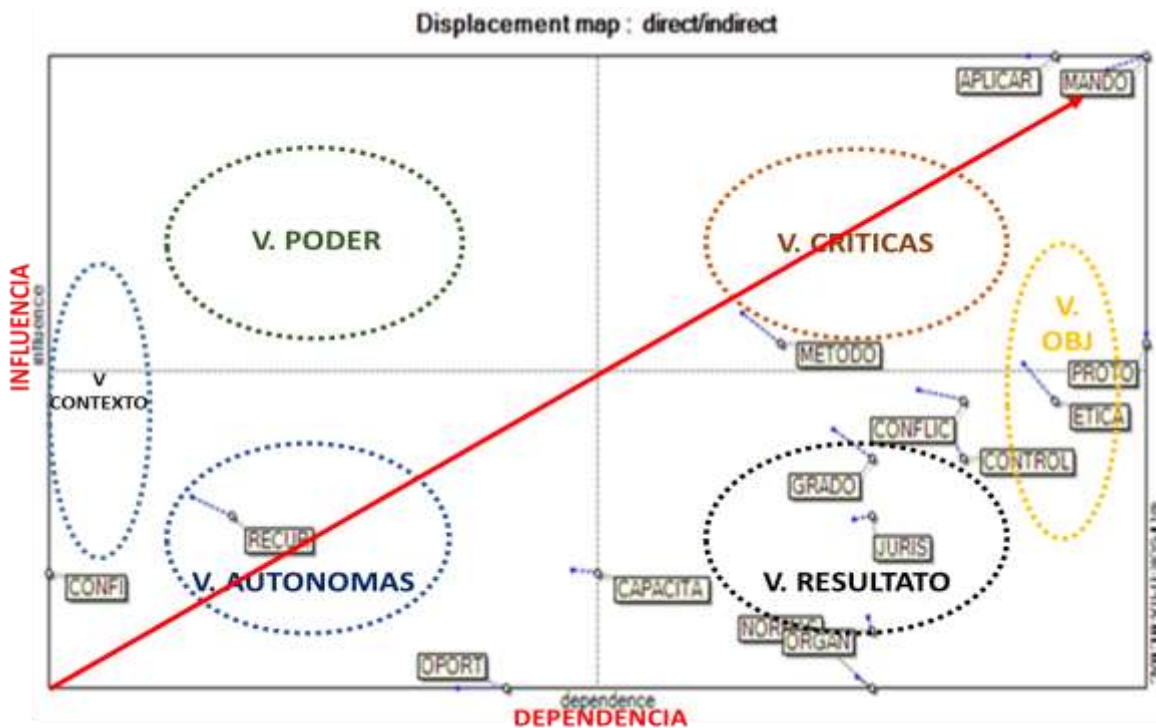 Displacement map : direct/indirect
APLICAR
MANDO
V. PODER
V. CRITICAS
INFLUENCIA
influence
V. OBJ
METODO
PROTO
V CONTEXTO
ETICA
CONFLIC
CONTROL
GRADO
RECUR
JURIS
CONFI
V. AUTONOMAS
CAPACITA
V. RESULTATO
ORGAN
OPORT
dependence
DEPENDENCIA